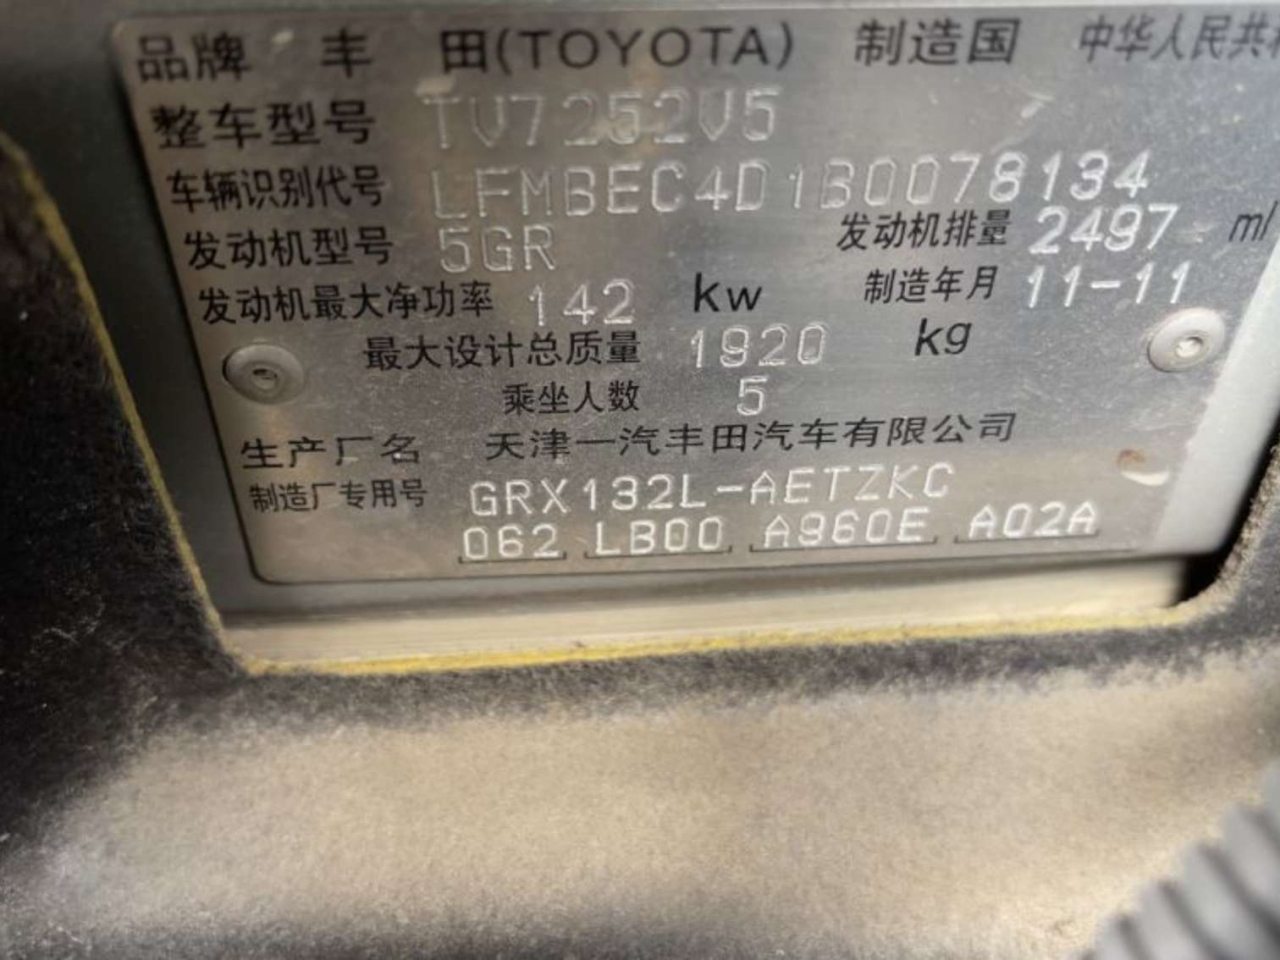 品牌 丰 田(TOYOTA) 制造国 中华人民共
整车型号 TV7252V5
车辆识别代号 LFMBEC4D1B0078134
发动机型号 5GR 发动机排量 2497 ml
发动机最大净功率 142 kw 制造年月 11-11
最大设计总质量 1920 kg
乘坐人数 5
生产厂名 天津一汽丰田汽车有限公司
制造厂专用号 GRX132L-AETZKC
062 LB00 A960E A02A